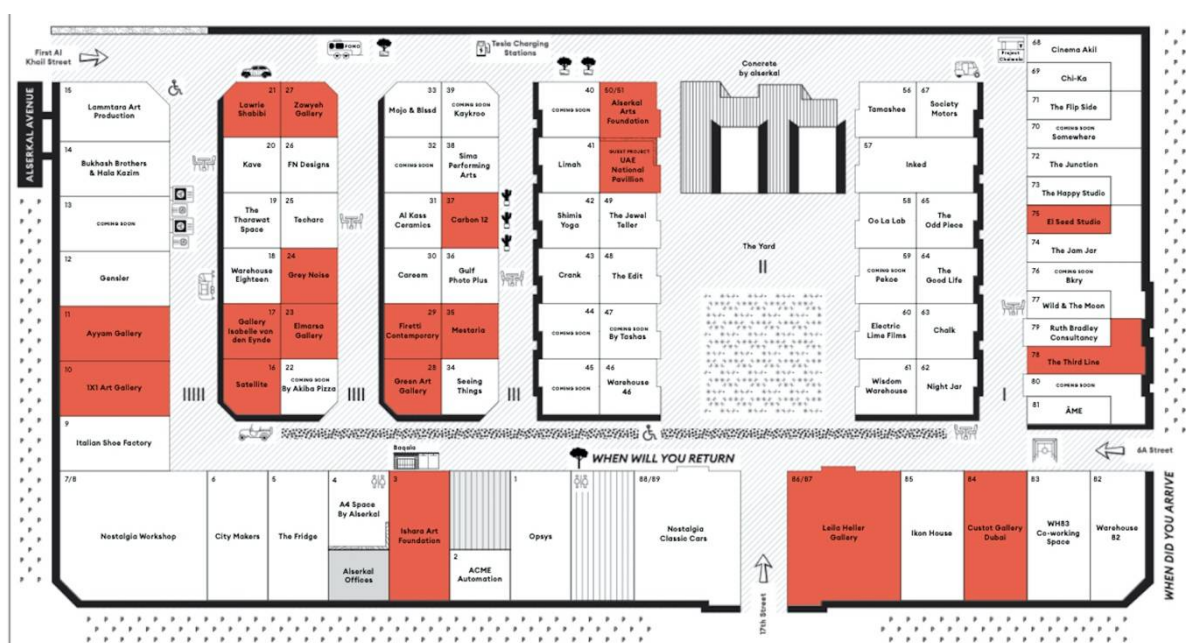 First Al
Khail Street
FOMO
Tesla Charging
Stations
Concrete
by alserkal
Project
Chaiwala
ALSERKAL AVENUE
15
Lammtara Art
Production
14
Bukhash Brothers
& Hala Kazim
13
COMING SOON
12
Gensler
11
Ayyam Gallery
10
1X1 Art Gallery
9
Italian Shoe Factory
21
Lawrie
Shabibi
27
Zawyeh
Gallery
20
Kave
26
FN Designs
19
The
Tharawat
Space
25
Techarc
18
Warehouse
Eighteen
24
Grey Noise
17
Gallery
Isabelle van
den Eynde
23
Elmarsa
Gallery
16
Satellite
22
COMING SOON
By Akiba Pizza
33
Mojo & Bissd
39
COMING SOON
Kaykroo
32
COMING SOON
38
Sima
Performing
Arts
31
Al Kass
Ceramics
37
Carbon 12
30
Careem
36
Gulf
Photo Plus
29
Firetti
Contemporary
35
Mestaria
28
Green Art
Gallery
34
Seeing
Things
40
COMING SOON
50/51
Alserkal
Arts
Foundation
41
Limah
GUEST PROJECT
UAE
National
Pavillion
42
Shimis
Yoga
49
The Jewel
Teller
43
Crank
48
The Edit
44
COMING SOON
47
COMING SOON
By Tashas
45
COMING SOON
46
Warehouse
46
The Yard
56
Tamashee
67
Society
Motors
57
Inked
58
Oo La Lab
65
The
Odd Piece
59
COMING SOON
Pekoe
64
The
Good Life
60
Electric
Lime Films
63
Chalk
61
Wisdom
Warehouse
62
Night Jar
68
Cinema Akil
69
Chi-Ka
71
The Flip Side
70
COMING SOON
Somewhere
72
The Junction
73
The Happy Studio
75
El Seed Studio
74
The Jam Jar
76
COMING SOON
Bkry
77
Wild & The Moon
79
Ruth Bradley
Consultancy
78
The Third Line
80
COMING SOON
81
ÂME
6A Street
Baqala
WHEN WILL YOU RETURN
7/8
Nostalgia Workshop
6
City Makers
5
The Fridge
4
A4 Space
By Alserkal
Alserkal
Offices
3
Ishara Art
Foundation
2
ACME
Automation
1
Opsys
88/89
Nostalgia
Classic Cars
17th Street
86/87
Leila Heller
Gallery
85
Ikon House
84
Custot Gallery
Dubai
83
WH83
Co-working
Space
82
Warehouse
82
WHEN DID YOU ARRIVE